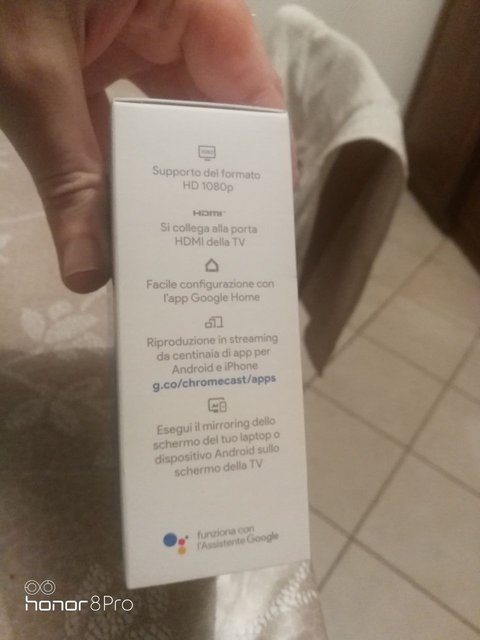 Supporto del formato
HD 1080p
HDMI
Si collega alla porta
HDMI della TV
Facile configurazione con
l'app Google Home
Riproduzione in streaming
da centinaia di app per
Android e iPhone
g.co/chromecast/apps
Esegui il mirroring dello
schermo del tuo laptop o
dispositivo Android sullo
schermo della TV
funziona con
l'Assistente Google
honor 8 Pro